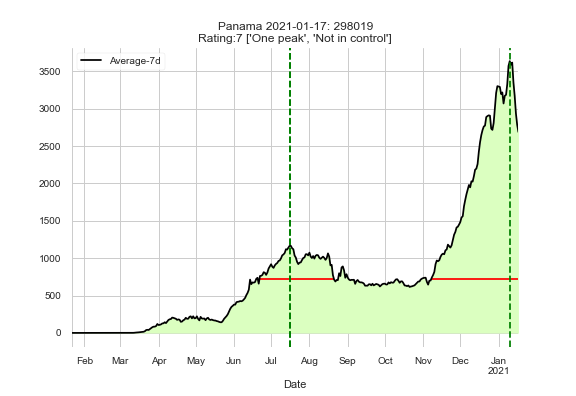 Panama 2021-01-17: 298019
Rating:7 ['One peak', 'Not in control']
Average-7d
3500
3000
2500
2000
1500
1000
500
0
Feb Mar Apr May Jun Jul Aug Sep Oct Nov Dec Jan
2021
Date